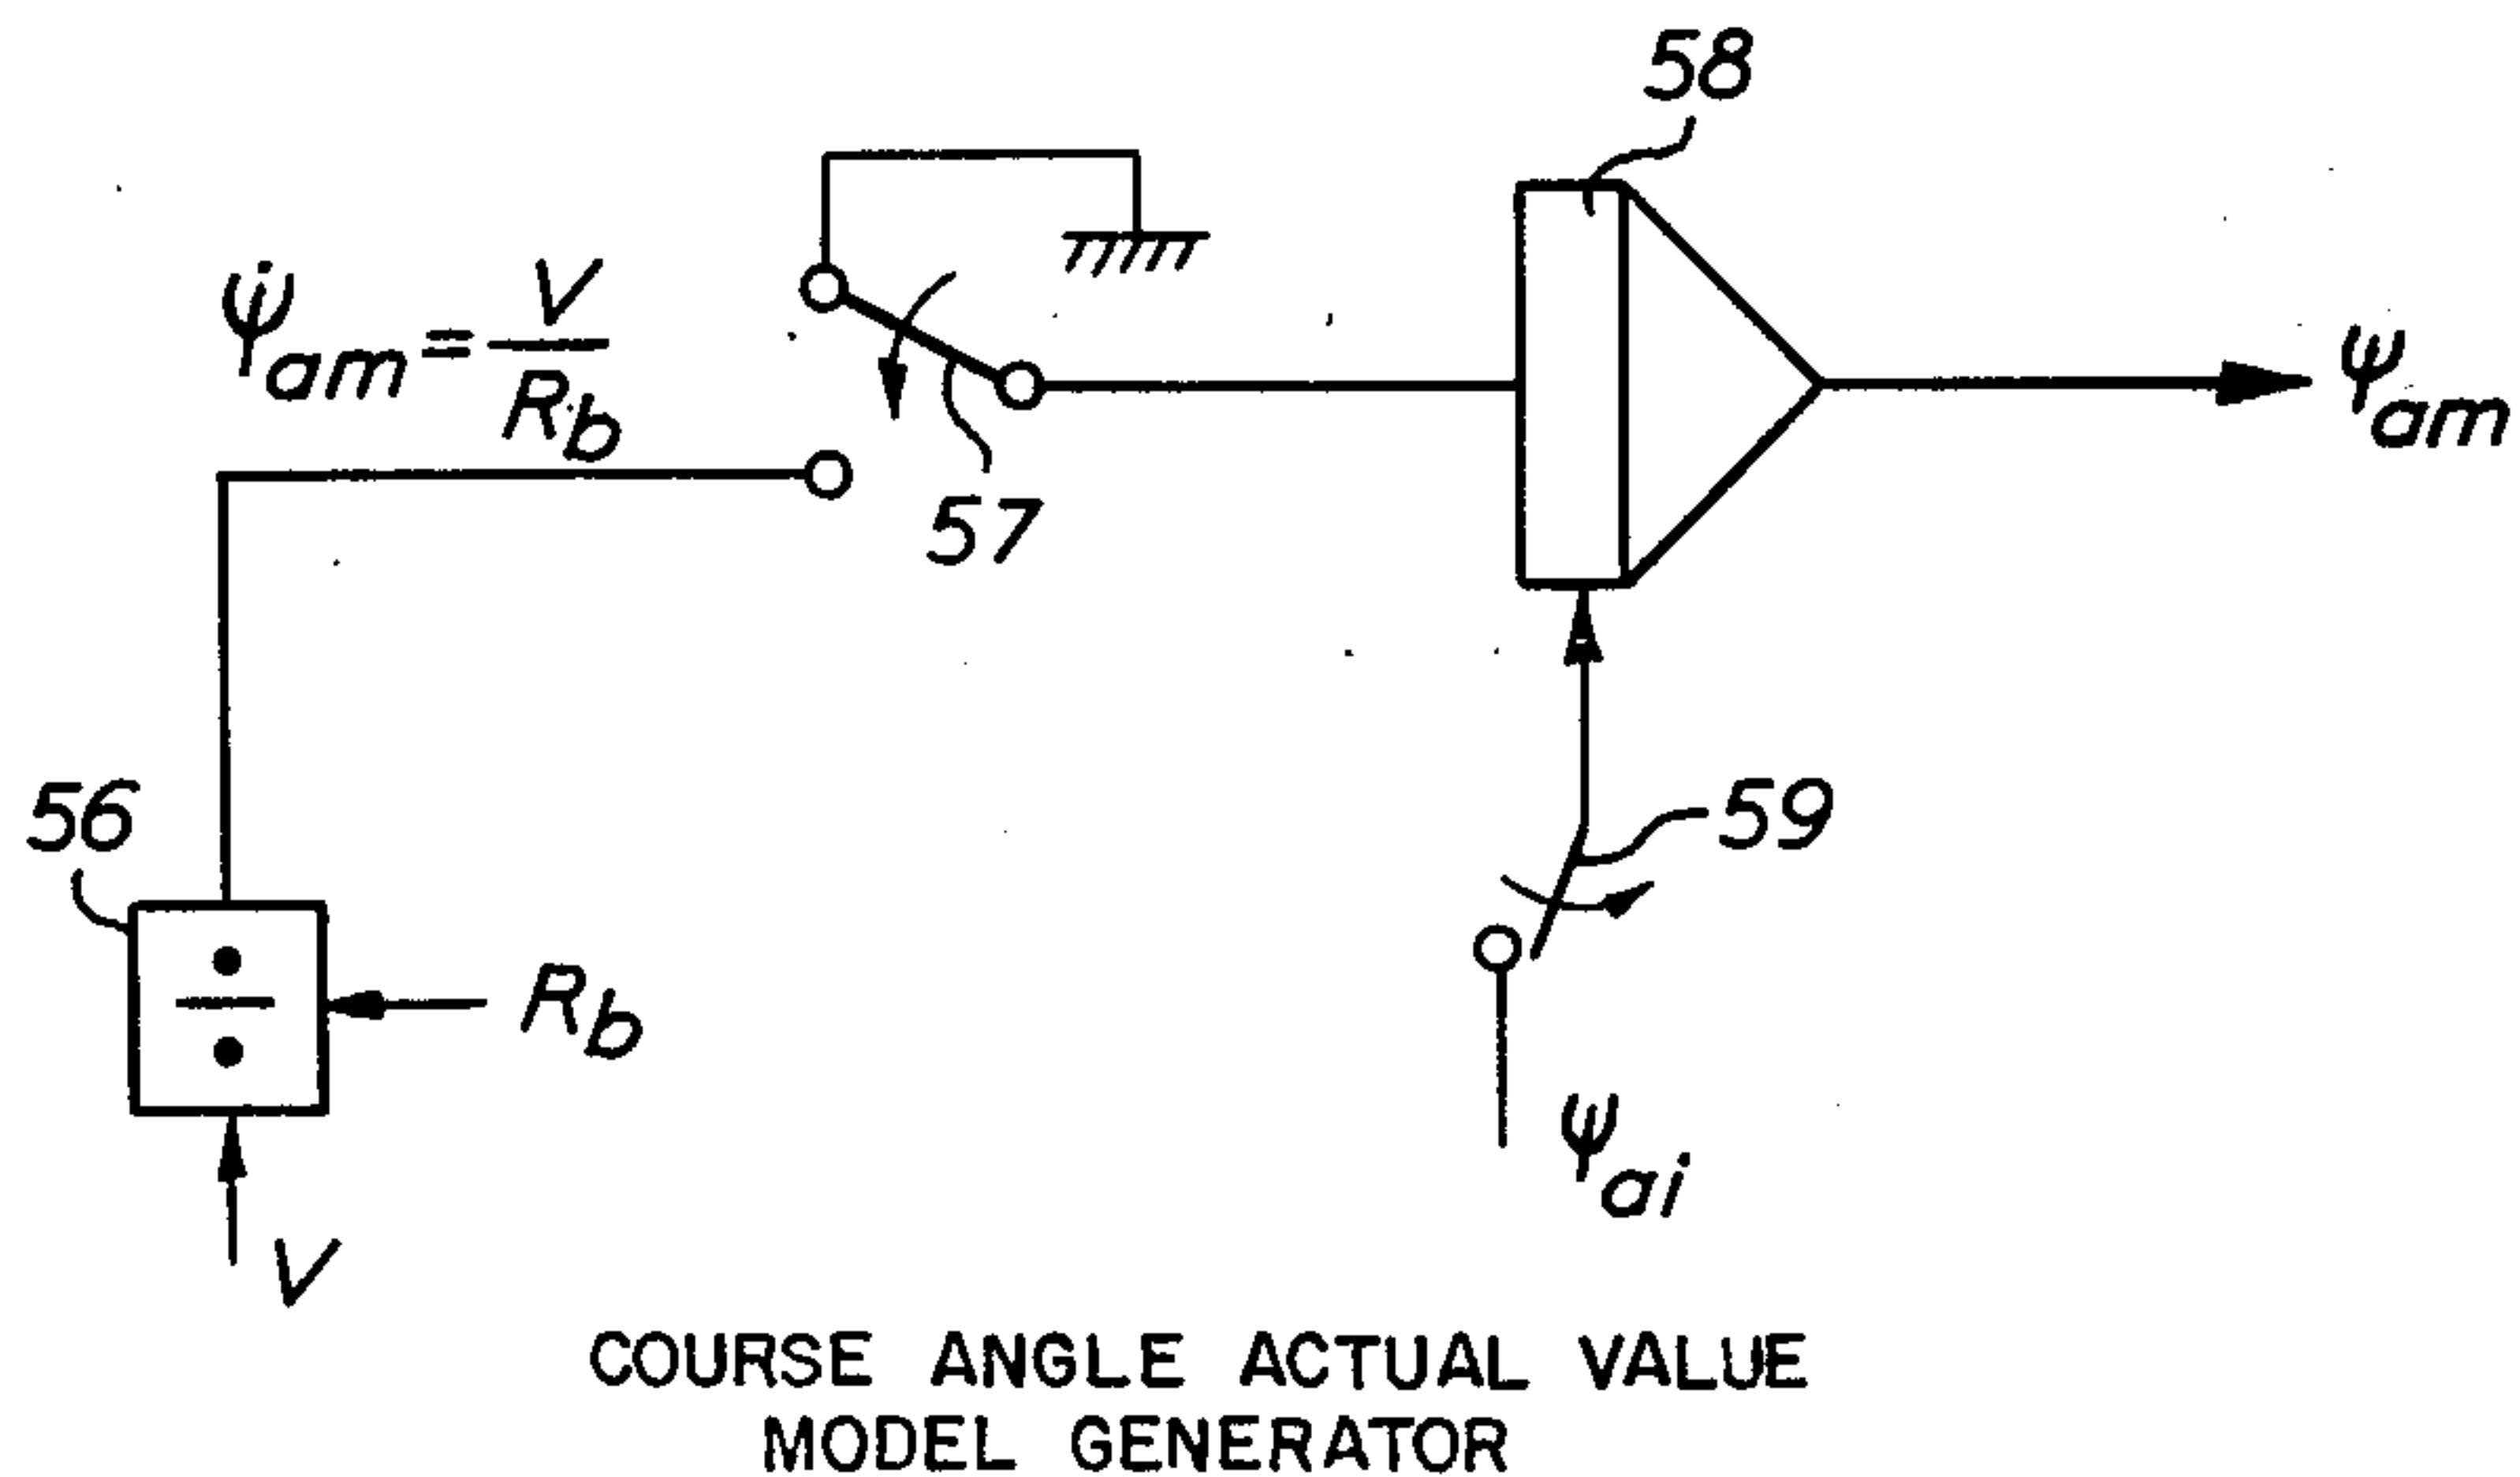 58
ψ̇am = V/Rb
ψam
57
56
59
÷
Rb
ψai
V
COURSE ANGLE ACTUAL VALUE
MODEL GENERATOR